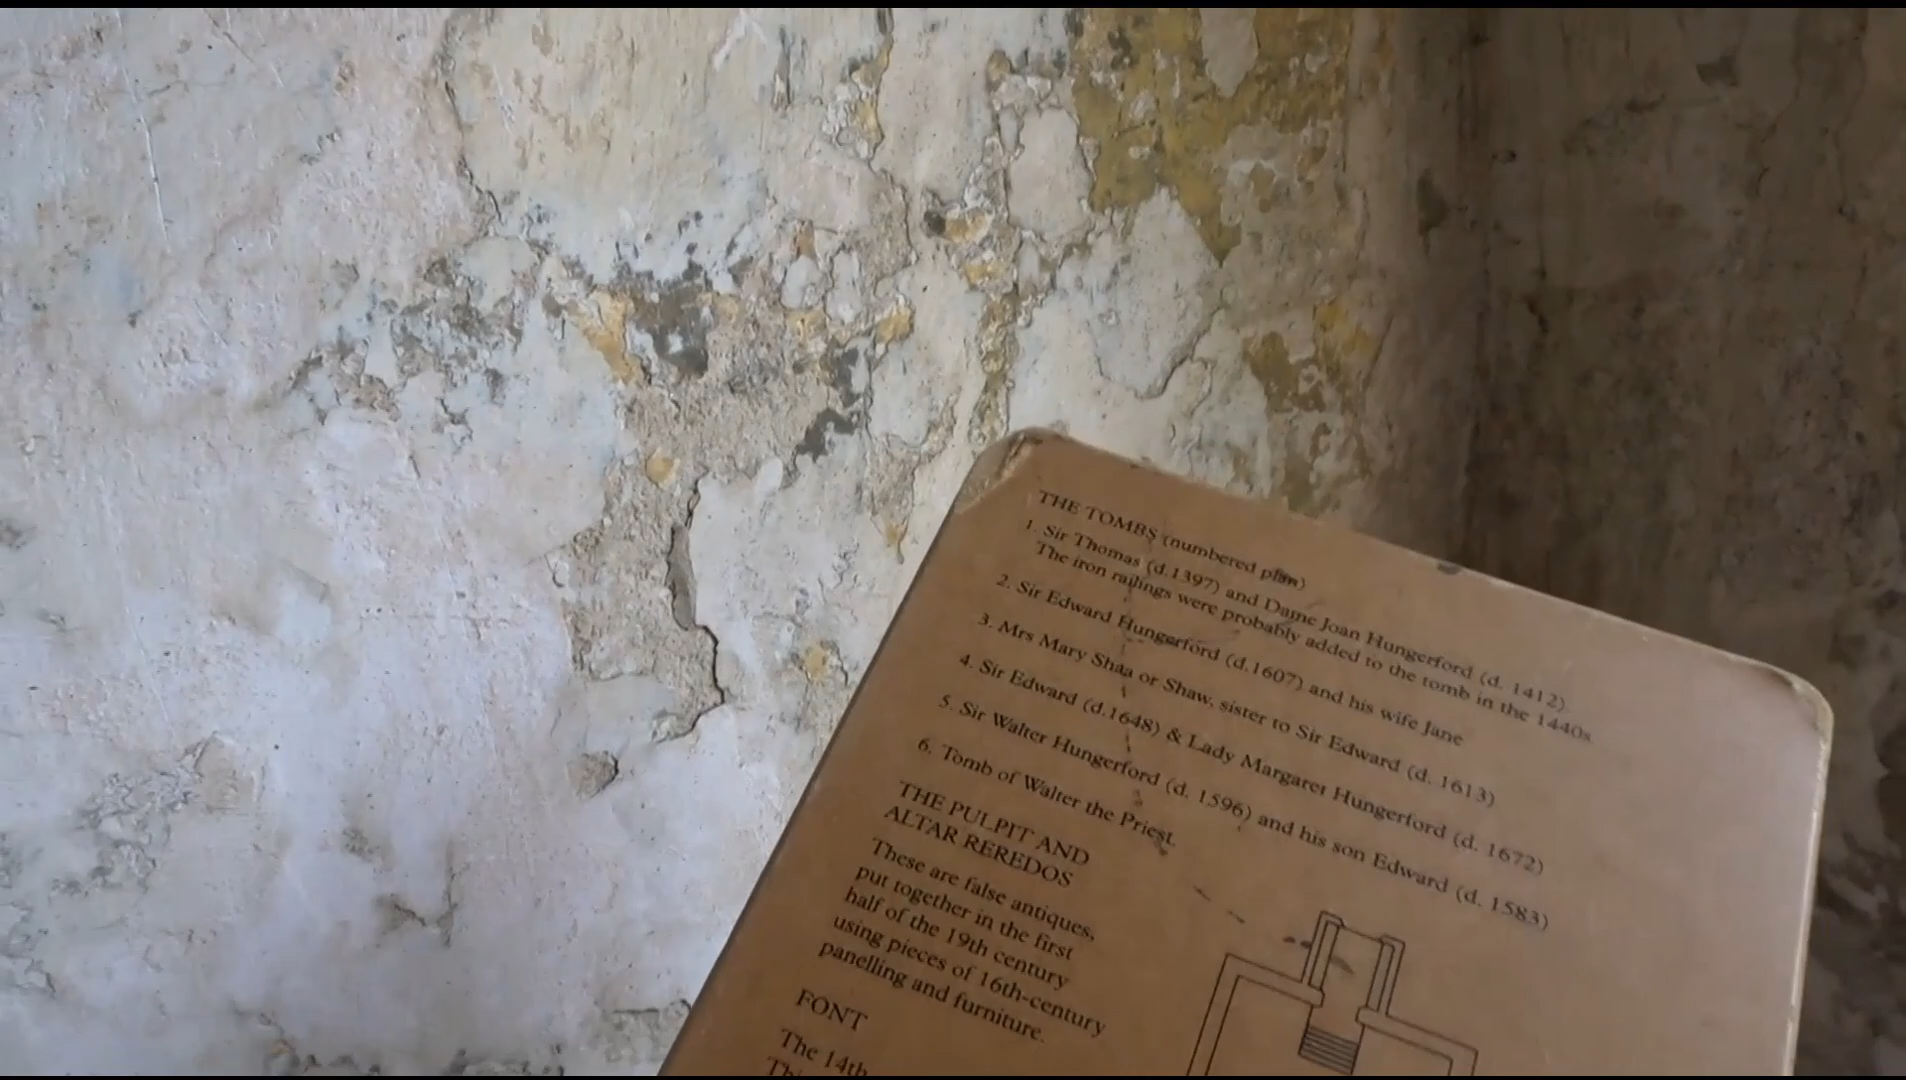 THE TOMBS (numbered plan)
1. Sir Thomas (d.1397) and Dame Joan Hungerford (d. 1412).
The iron railings were probably added to the tomb in the 1440s.
2. Sir Edward Hungerford (d.1607) and his wife Jane
3. Mrs Mary Shaa or Shaw, sister to Sir Edward (d. 1613)
4. Sir Edward (d.1648) & Lady Margaret Hungerford (d. 1672)
5. Sir Walter Hungerford (d. 1596) and his son Edward (d. 1583)
6. Tomb of Walter the Priest.
THE PULPIT AND
ALTAR REREDOS
These are false antiques,
put together in the first
half of the 19th century
using pieces of 16th-century
panelling and furniture.
FONT
The 14th